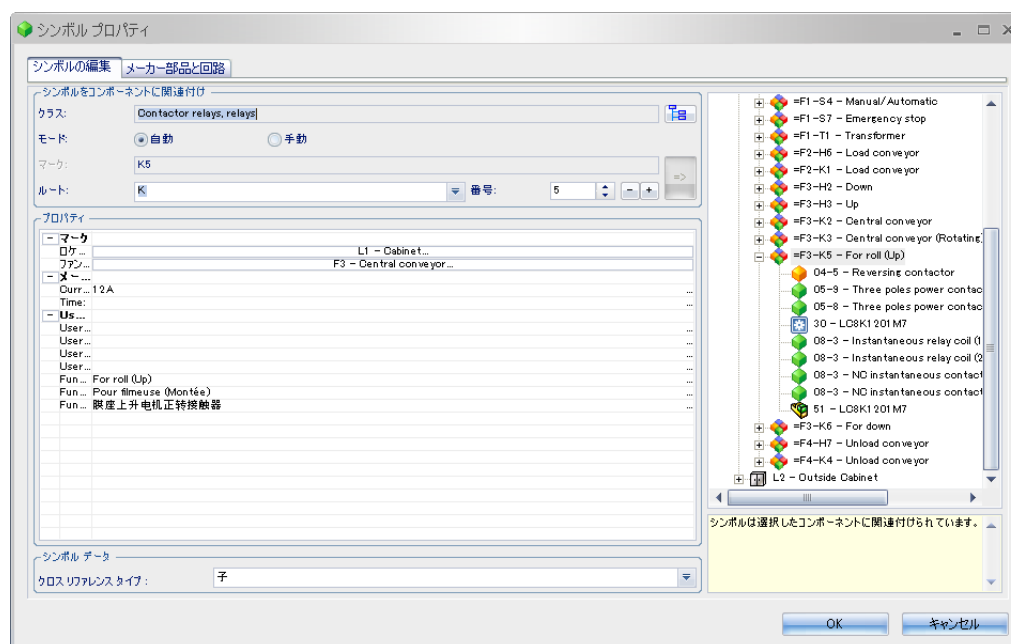 シンボル プロパティ
シンボルの編集
メーカー部品と回路
シンボルをコンポーネントに関連付け
クラス:
Contactor relays, relays
モード:
自動
手動
マーク:
K5
=>
ルート:
K
番号:
5
プロパティ
マーク
ロケ...
L1 - Cabinet...
ファン...
F3 - Central conveyor...
メー...
Curr...
12A
...
Time:
...
Us...
User...
...
User...
...
User...
...
User...
...
Fun...
For roll (Up)
...
Fun...
Pour filmeuse (Montée)
...
Fun...
膜座上升电机正转接触器
...
シンボル データ
クロス リファレンス タイプ :
子
=F1-S4 - Manual/Automatic
=F1-S7 - Emergency stop
=F1-T1 - Transformer
=F2-H6 - Load conveyor
=F2-K1 - Load conveyor
=F3-H2 - Down
=F3-H3 - Up
=F3-K2 - Central conveyor
=F3-K3 - Central conveyor (Rotating
=F3-K5 - For roll (Up)
04-5 - Reversing contactor
05-9 - Three poles power contac
05-8 - Three poles power contac
30 - LC8K1201M7
08-3 - Instantaneous relay coil (1
08-3 - Instantaneous relay coil (2
08-3 - NC instantaneous contact
08-3 - NC instantaneous contact
51 - LC8K1201M7
=F3-K6 - For down
=F4-H7 - Unload conveyor
=F4-K4 - Unload conveyor
L2 - Outside Cabinet
シンボルは選択したコンポーネントに関連付けられています。
OK
キャンセル